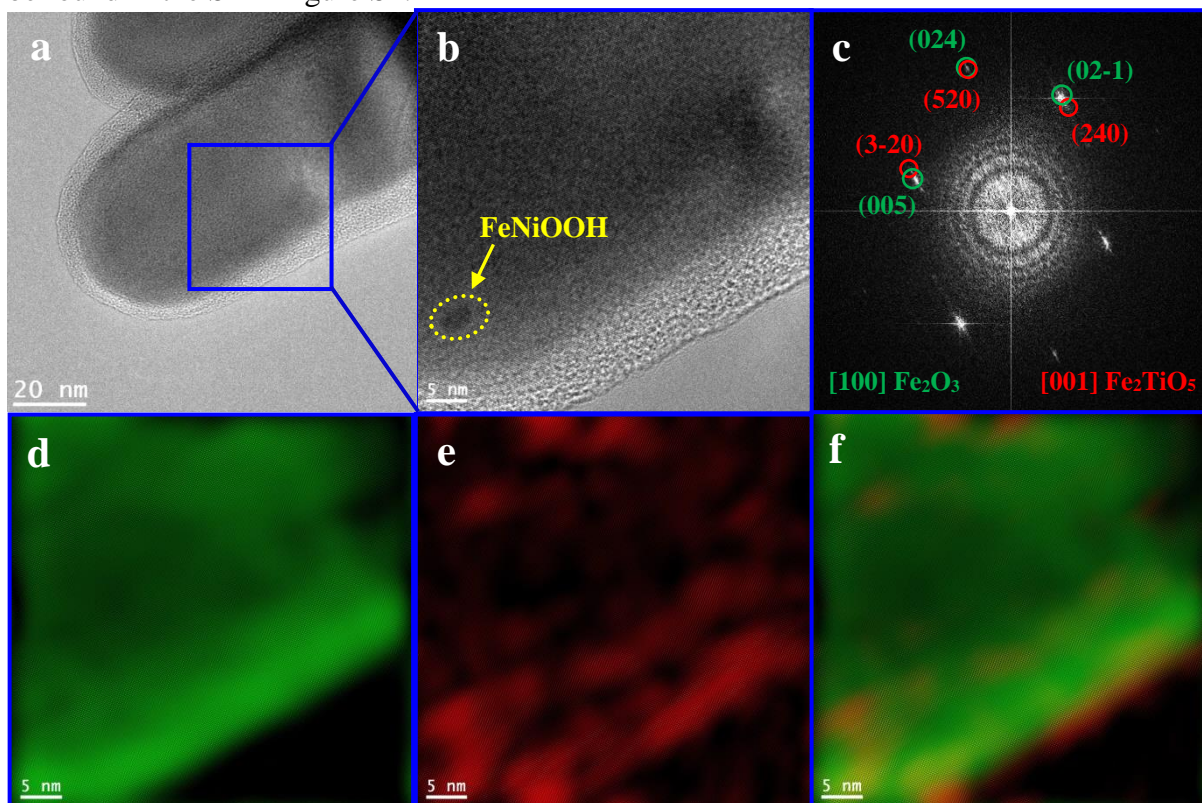 a
20 nm
b
FeNiOOH
5 nm
c
(024)
(520)
(02-1)
(240)
(3-20)
(005)
[100] Fe₂O₃
[001] Fe₂TiO₅
d
5 nm
e
5 nm
f
5 nm